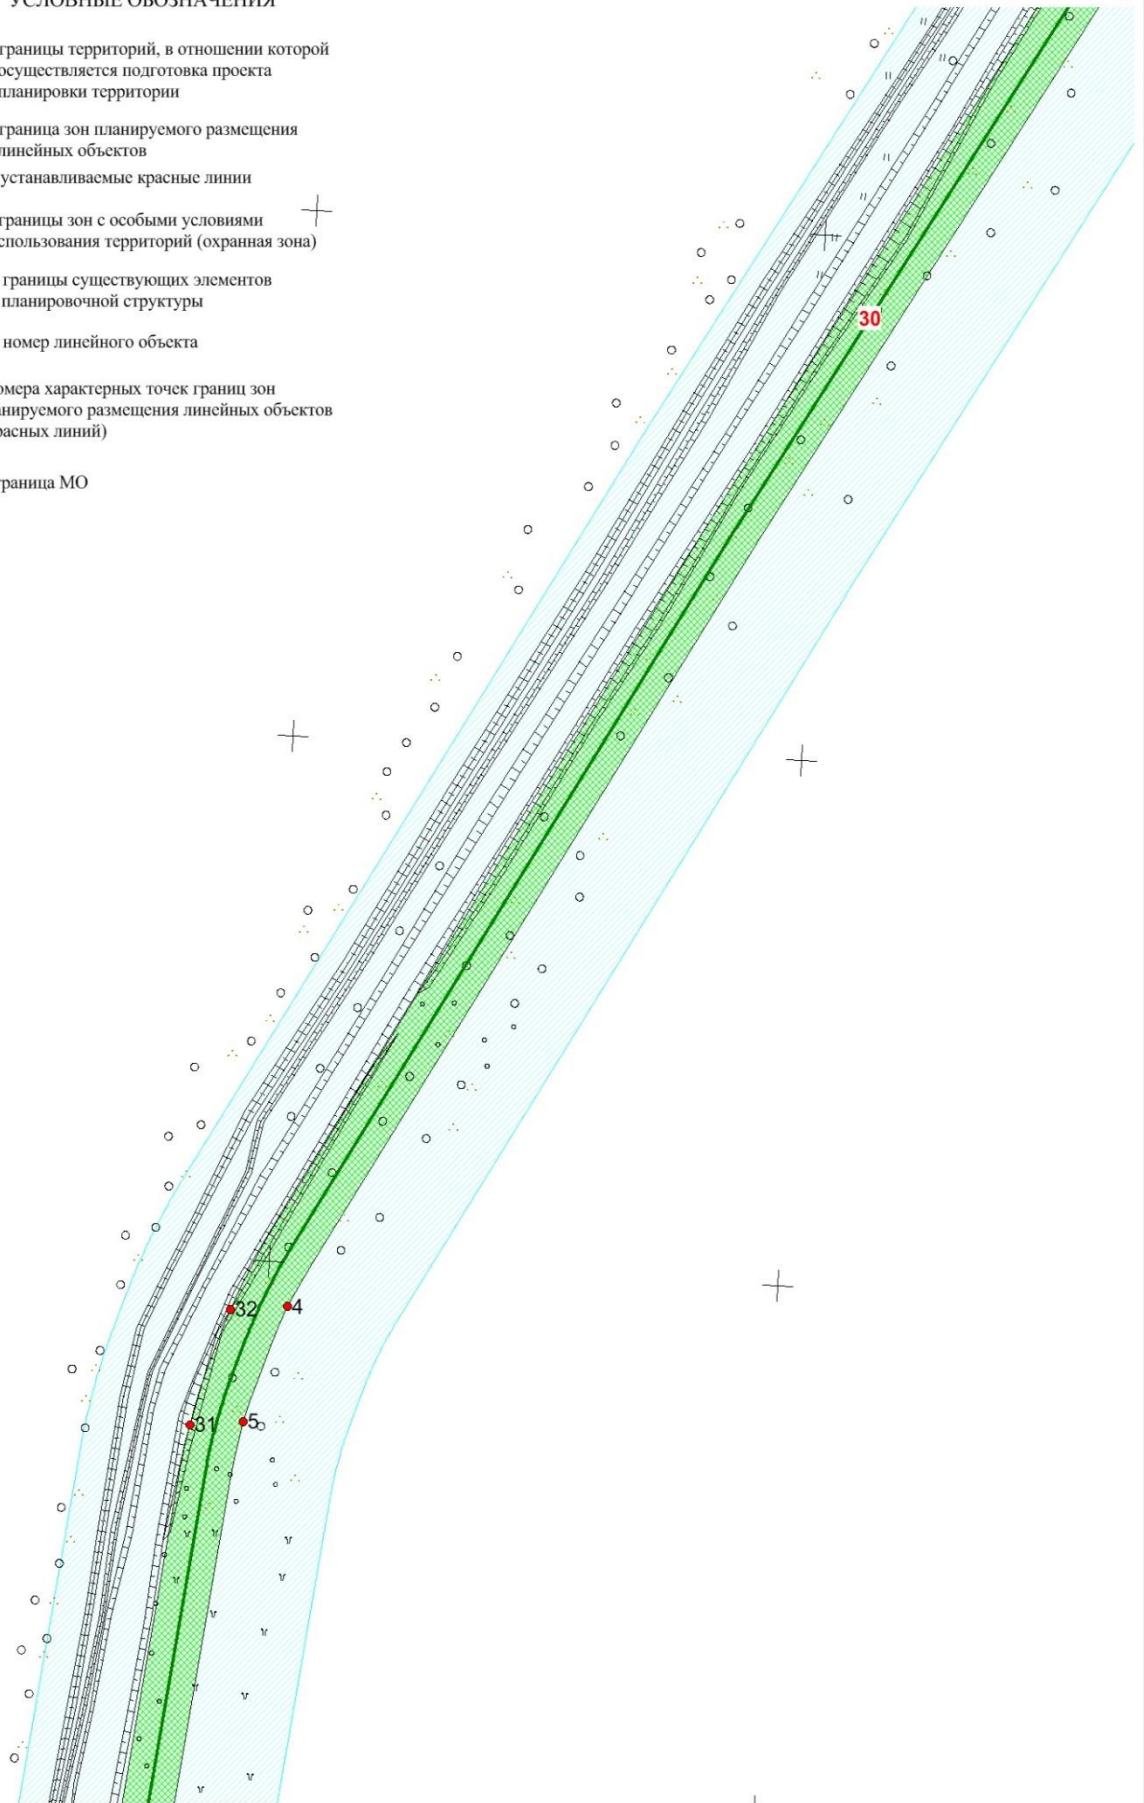 УСЛОВНЫЕ ОБОЗНАЧЕНИЯ
границы территорий, в отношении которой
осуществляется подготовка проекта
планировки территории
граница зон планируемого размещения
линейных объектов
устанавливаемые красные линии
границы зон с особыми условиями
спользования территорий (охранная зона)
границы существующих элементов
планировочной структуры
номер линейного объекта
омера характерных точек границ зон
анируемого размещения линейных объектов
расных линий)
раница МО
30
32
4
31
5